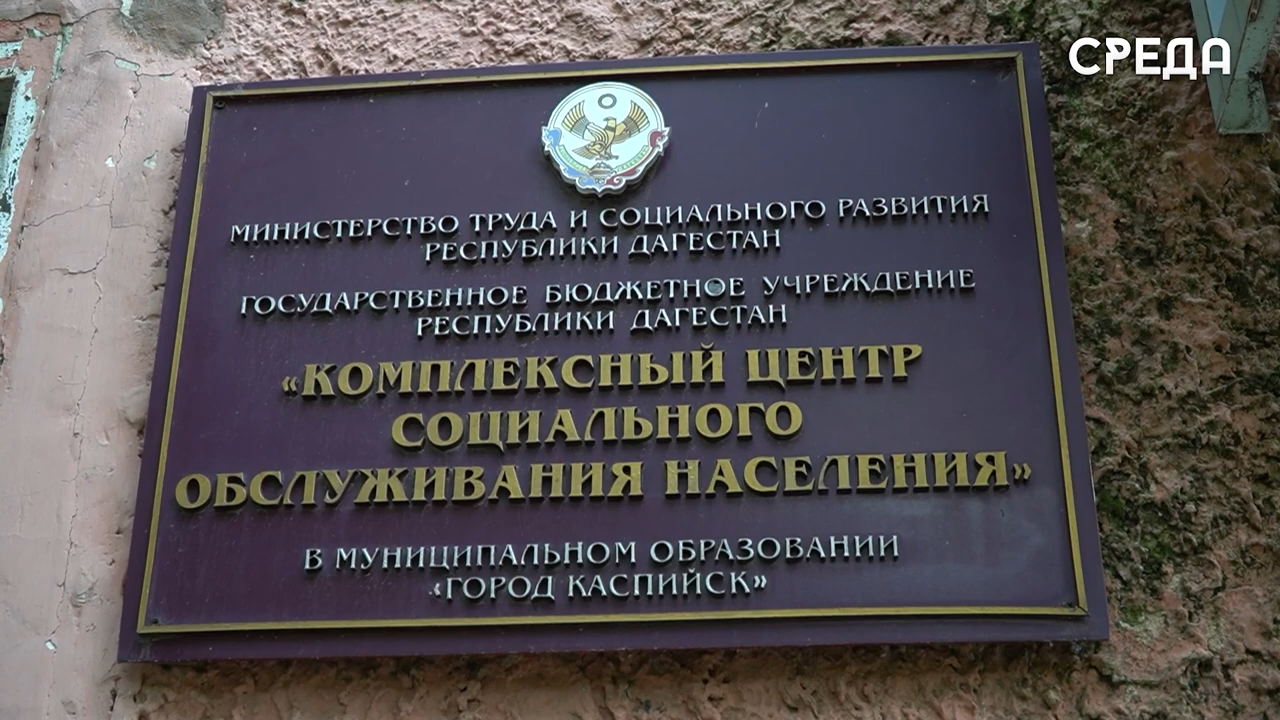 СРЕДА
МИНИСТЕРСТВО ТРУДА И СОЦИАЛЬНОГО РАЗВИТИЯ
РЕСПУБЛИКИ ДАГЕСТАН
ГОСУДАРСТВЕННОЕ БЮДЖЕТНОЕ УЧРЕЖДЕНИЕ
РЕСПУБЛИКИ ДАГЕСТАН
«КОМПЛЕКСНЫЙ ЦЕНТР
СОЦИАЛЬНОГО
ОБСЛУЖИВАНИЯ НАСЕЛЕНИЯ»
В МУНИЦИПАЛЬНОМ ОБРАЗОВАНИИ
«ГОРОД КАСПИЙСК»